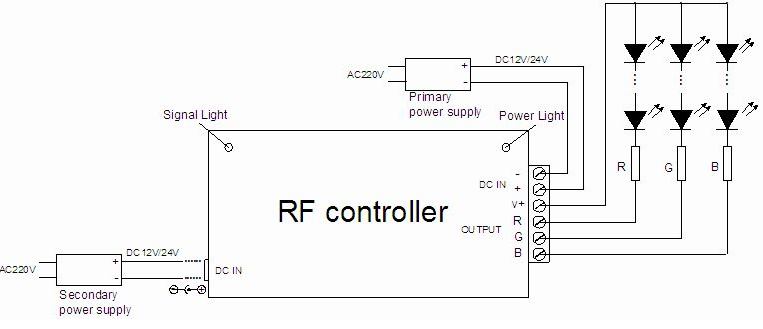 DC12V/24V
AC220V
+
-
Primary
power supply
Signal Light
Power Light
R
G
B
-
DC IN
+
V+
RF controller
R
OUTPUT
G
B
DC12V/24V
AC220V
+
-
DC IN
- +
Secondary
power supply